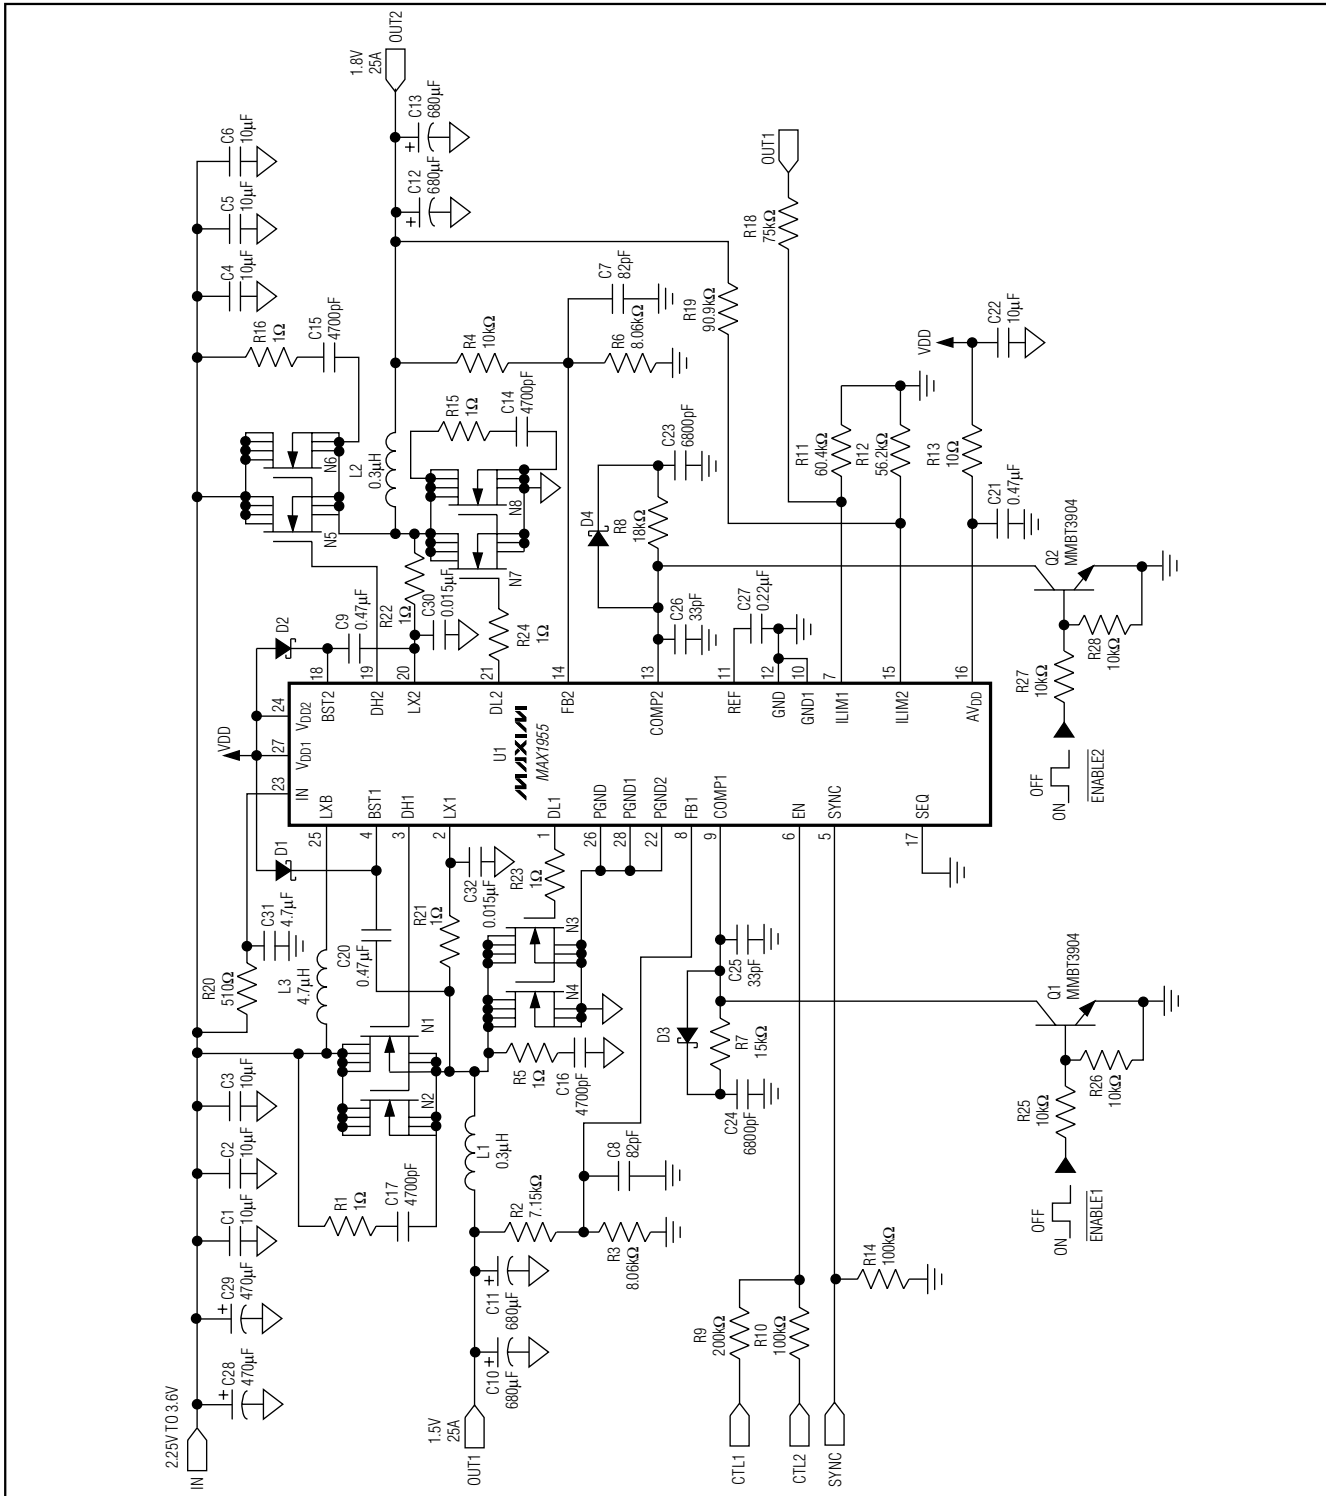 2.25V TO 3.6V
IN
C28
470µF
C29
470µF
C1
10µF
C2
10µF
C3
10µF
R20
510Ω
C31
4.7µF
L3
4.7µH
D1
VDD
D2
C4
10µF
C5
10µF
C6
10µF
R16
1Ω
C15
4700pF
1.8V
25A
OUT2
C13
680µF
C12
680µF
N5
N6
L2
0.3µH
R15
1Ω
C14
4700pF
N7
N8
C9
0.47µF
R22
1Ω
C30
0.015µF
R24
1Ω
R4
10kΩ
R6
8.06kΩ
C7
82pF
R19
90.9kΩ
OUT1
R18
75kΩ
D4
R8
18kΩ
C23
6800pF
C26
33pF
C27
0.22µF
R11
60.4kΩ
R12
56.2kΩ
R13
10Ω
VDD
C22
10µF
C21
0.47µF
Q2
MMBT3904
R27
10kΩ
R28
10kΩ
OFF
ON
ENABLE2
23
IN
27
VDD1
24
VDD2
18
BST2
19
DH2
20
LX2
21
DL2
14
FB2
13
COMP2
11
REF
12
GND
10
GND1
7
ILIM1
15
ILIM2
16
AVDD
U1
MAXIM
MAX1955
25
LXB
4
BST1
3
DH1
2
LX1
1
DL1
26
PGND
28
PGND1
22
PGND2
8
FB1
9
COMP1
6
EN
5
SYNC
17
SEQ
C20
0.47µF
R21
1Ω
C32
0.015µF
R23
1Ω
N1
N2
N3
N4
R1
1Ω
C17
4700pF
L1
0.3µH
R5
1Ω
C16
4700pF
R2
7.15kΩ
R3
8.06kΩ
C8
82pF
C11
680µF
C10
680µF
1.5V
25A
OUT1
D3
R7
15kΩ
C25
33pF
C24
6800pF
Q1
MMBT3904
R25
10kΩ
R26
10kΩ
OFF
ON
ENABLE1
R9
200kΩ
R10
100kΩ
R14
100kΩ
CTL1
CTL2
SYNC